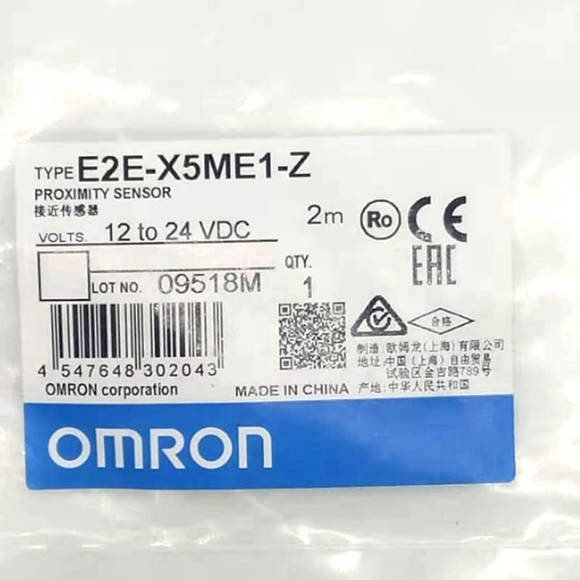 TYPE E2E-X5ME1-Z
PROXIMITY SENSOR
接近传感器
2m
Ro
CE
VOLTS. 12 to 24 VDC
EAC
LOT NO. 09518M
QTY.
1
合格
4 547648 302043
制造: 欧姆龙(上海)有限公司
地址: 中国(上海)自由贸易
试验区金吉路789号
OMRON corporation
MADE IN CHINA
产地: 中华人民共和国
OMRON